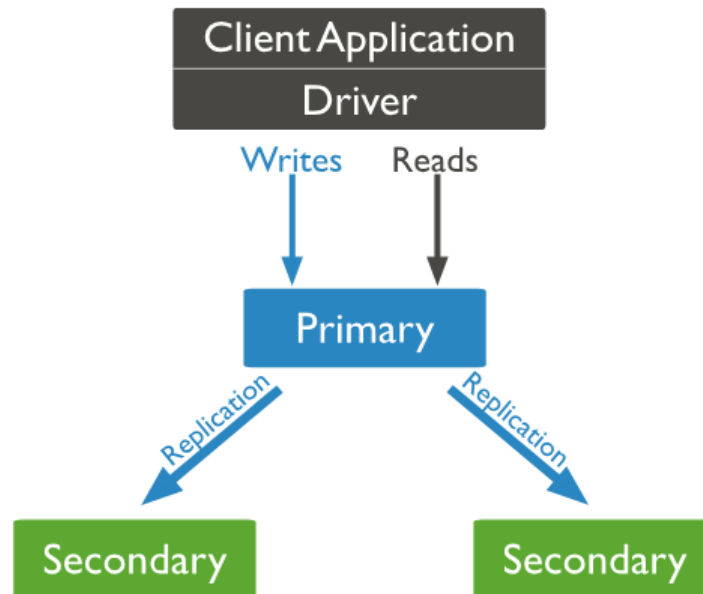 Client Application
Driver
Writes Reads
Primary
Replication Replication
Secondary Secondary